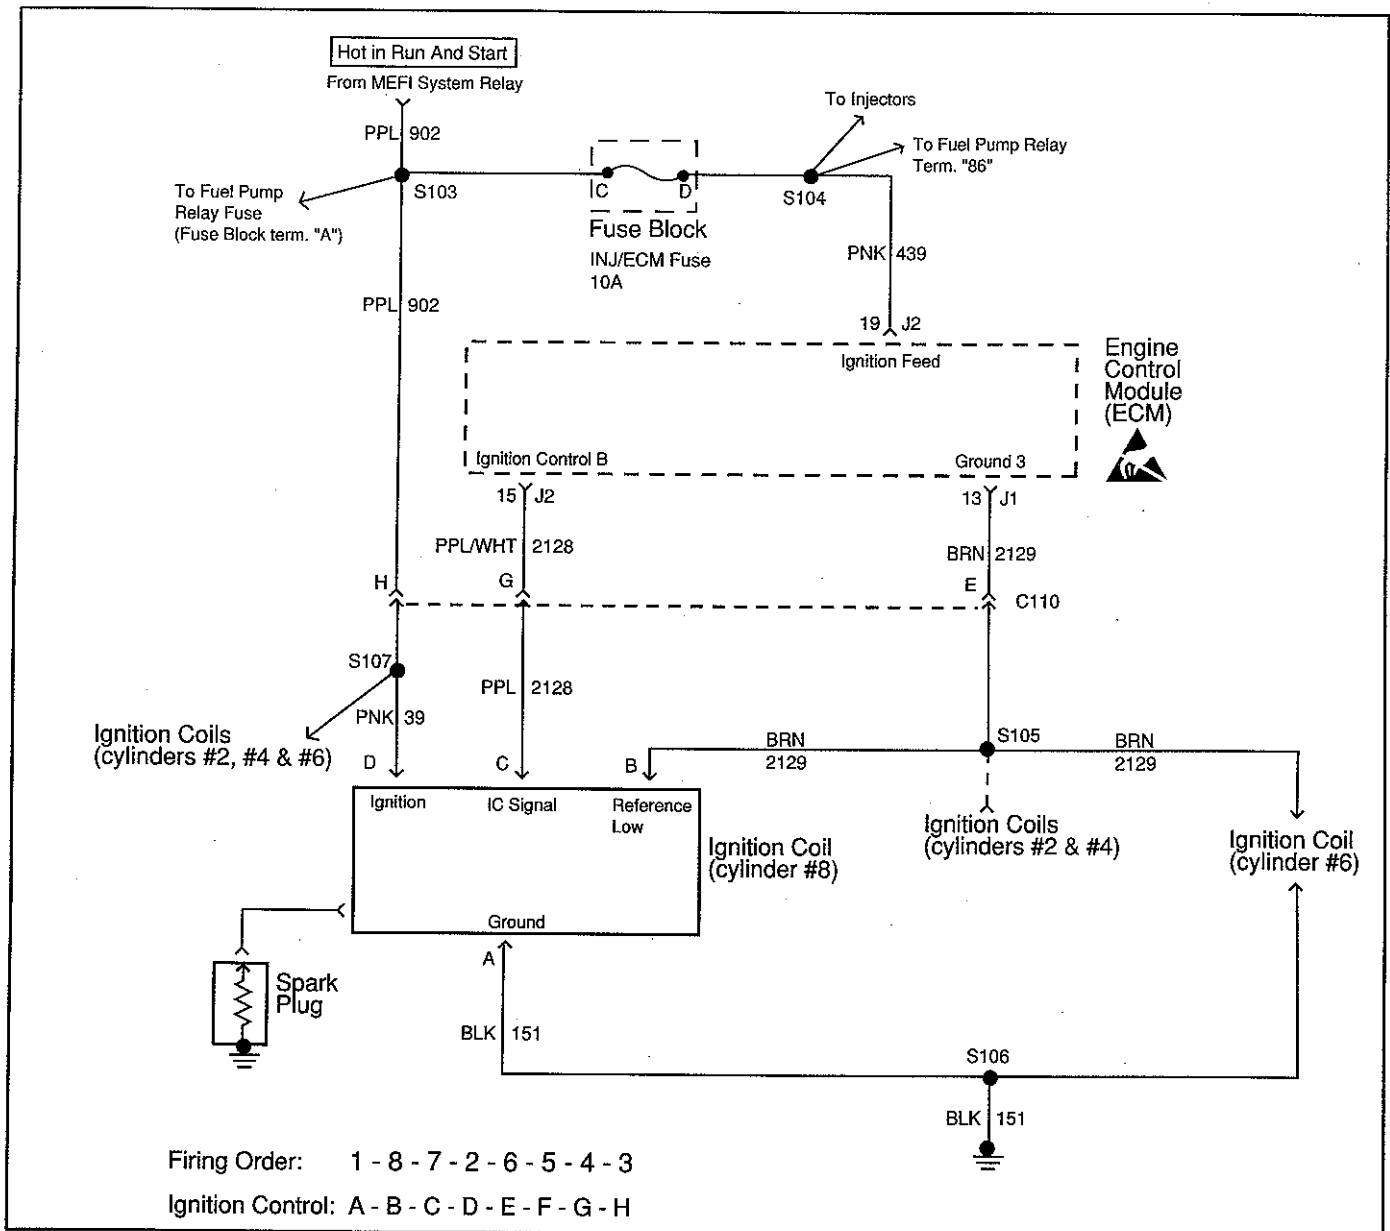 Hot in Run And Start
From MEFI System Relay
PPL 902
To Injectors
To Fuel Pump Relay
Term. "86"
To Fuel Pump
Relay Fuse
(Fuse Block term. "A")
S103
C
D
S104
Fuse Block
INJ/ECM Fuse
10A
PNK 439
PPL 902
19 J2
Ignition Feed
Engine
Control
Module
(ECM)
Ignition Control B
Ground 3
15 J2
13 J1
PPL/WHT 2128
BRN 2129
H
G
E
C110
S107
PPL 2128
PNK 39
Ignition Coils
(cylinders #2, #4 & #6)
S105
BRN
2129
BRN
2129
D
C
B
Ignition
IC Signal
Reference
Low
Ignition Coil
(cylinder #8)
Ignition Coils
(cylinders #2 & #4)
Ignition Coil
(cylinder #6)
Ground
A
Spark
Plug
BLK 151
S106
BLK 151
Firing Order: 1 - 8 - 7 - 2 - 6 - 5 - 4 - 3
Ignition Control: A - B - C - D - E - F - G - H